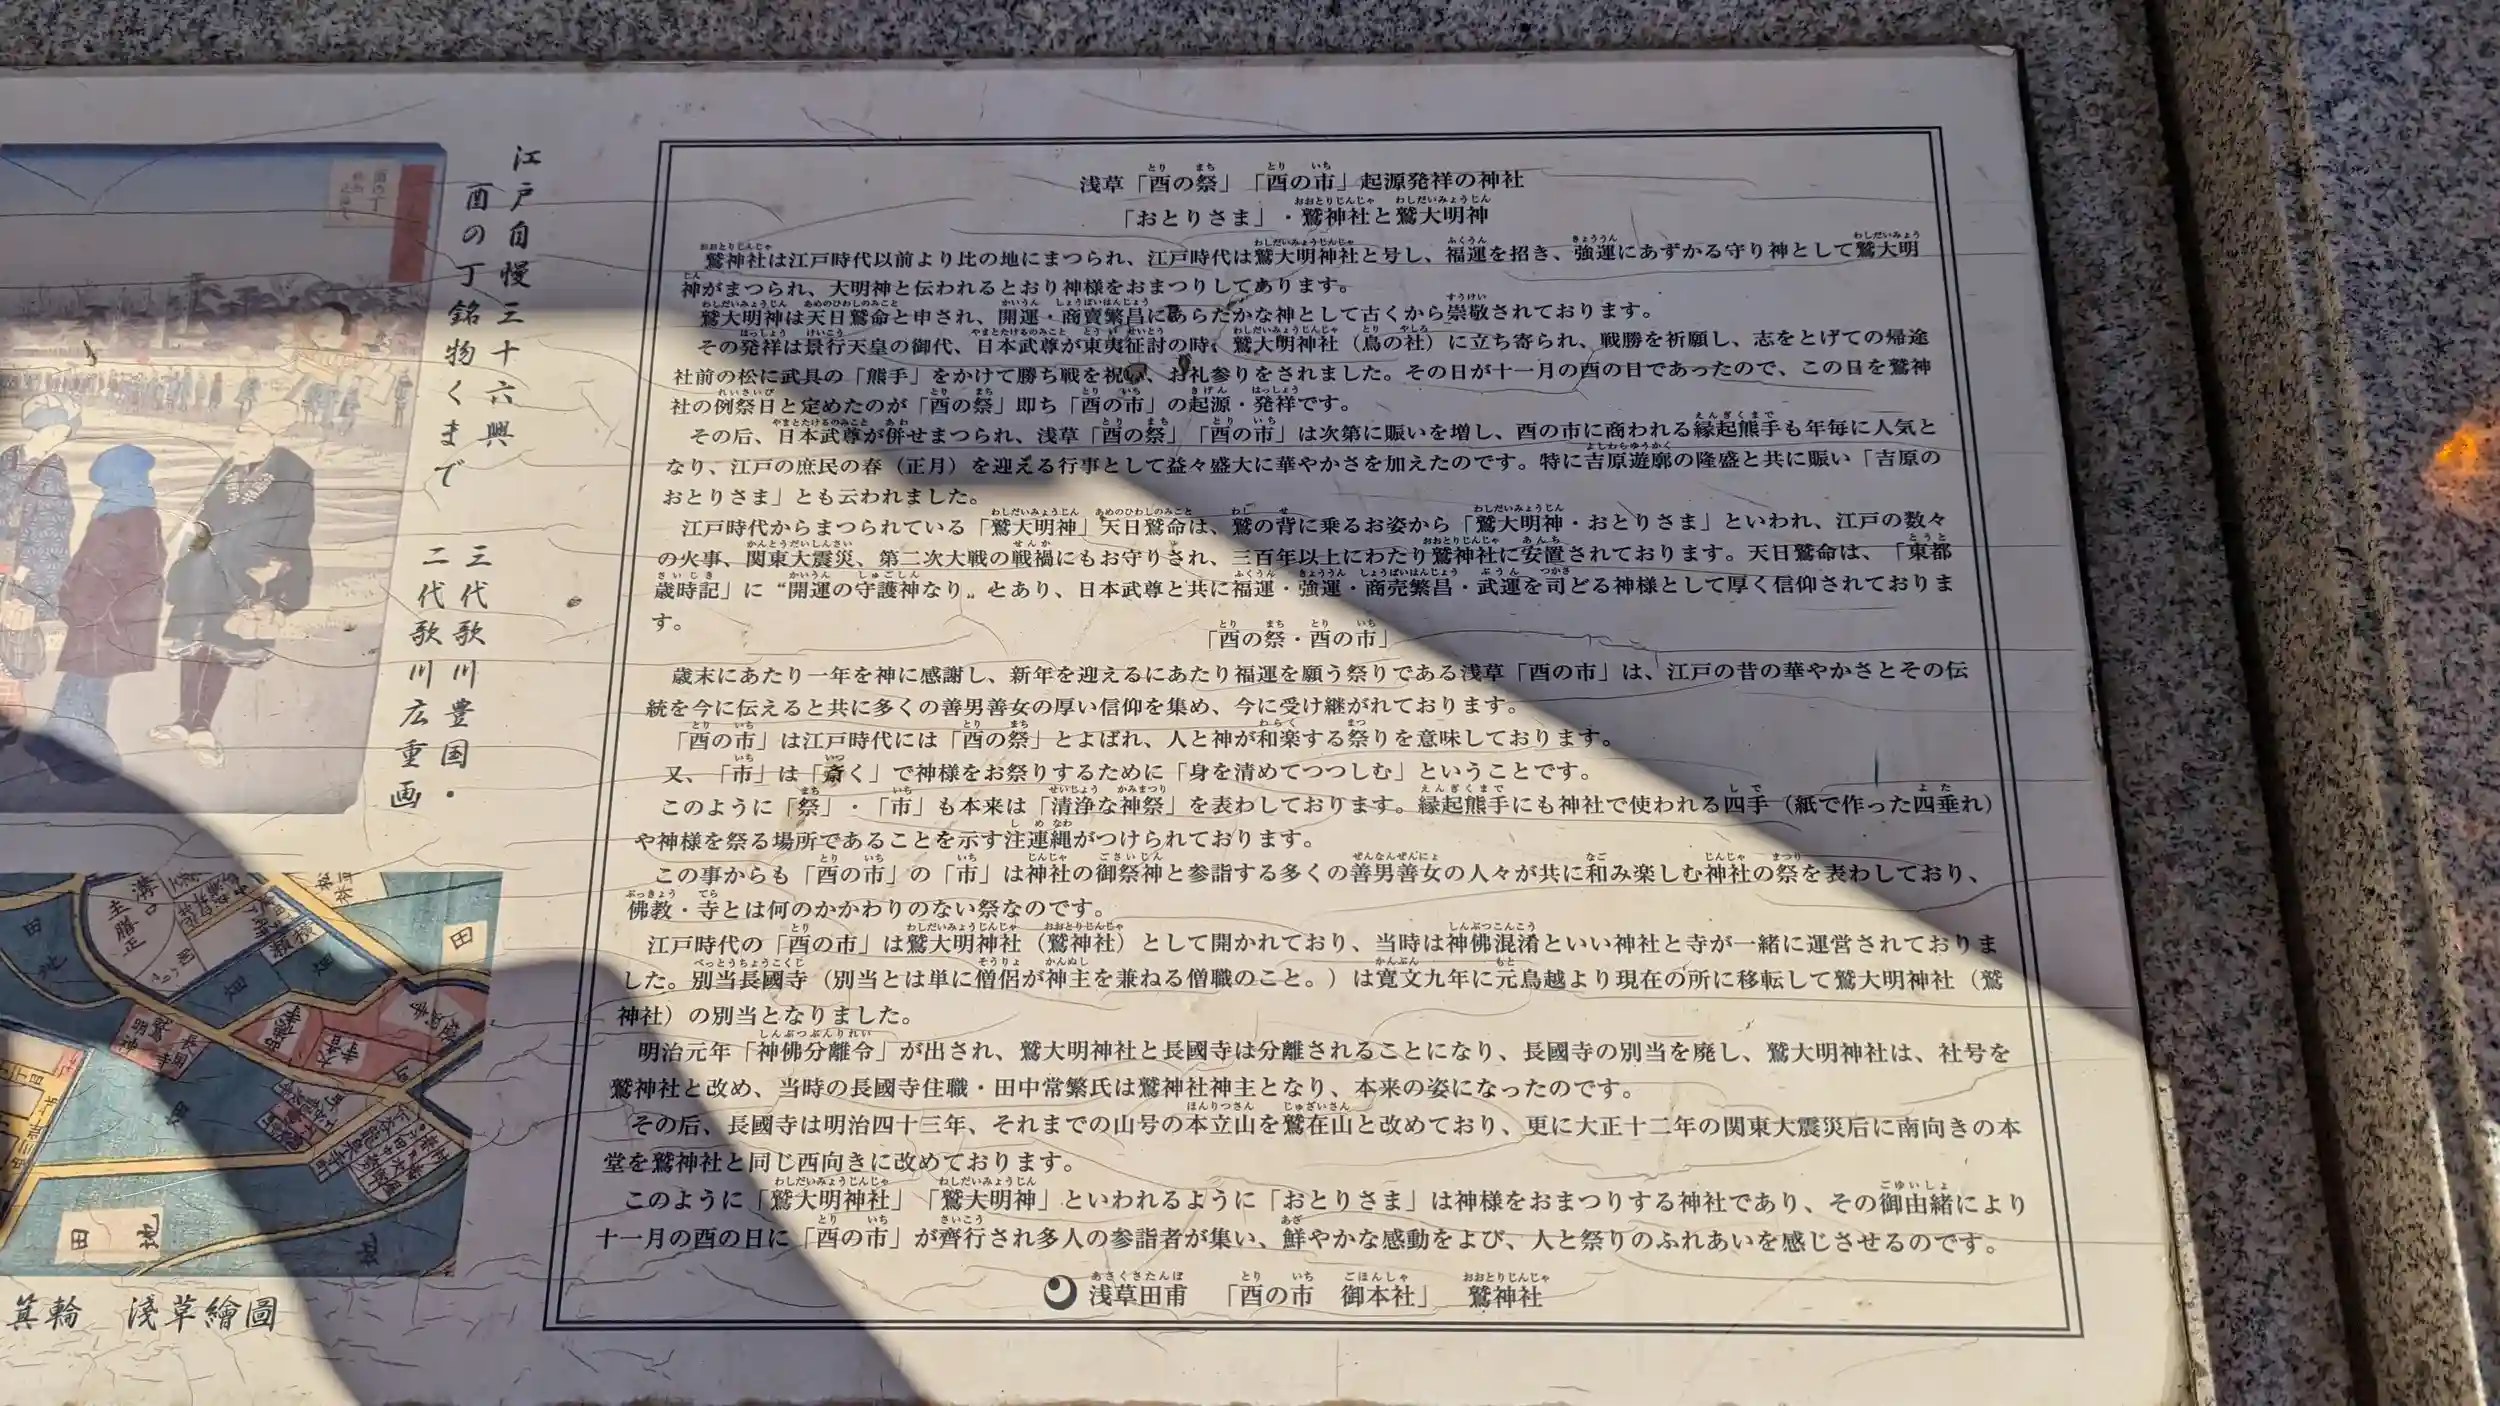 浅草「酉の祭」「酉の市」起源発祥の神社
「おとりさま」・鷲神社と鷲大明神
鷲神社は江戸時代以前より比の地にまつられ、江戸時代は鷲大明神社と号し、福運を招き、強運にあずかる守り神として鷲大明
神がまつられ、大明神と伝われるとおり神様をおまつりしてあります。
鷲大明神は天日鷲命と申され、開運・商賣繁昌にあらたかな神として古くから崇敬されております。
その発祥は景行天皇の御代、日本武尊が東夷征討の時、鷲大明神社（鳥の社）に立ち寄られ、戦勝を祈願し、志をとげての帰途
社前の松に武具の「熊手」をかけて勝ち戦を祝い、お礼参りをされました。その日が十一月の酉の日であったので、この日を鷲神
社の例祭日と定めたのが「酉の祭」即ち「酉の市」の起源・発祥です。
その后、日本武尊が併せまつられ、浅草「酉の祭」「酉の市」は次第に賑いを増し、酉の市に商われる縁起熊手も年毎に人気と
なり、江戸の庶民の春（正月）を迎える行事として益々盛大に華やかさを加えたのです。特に吉原遊廓の隆盛と共に賑い「吉原の
おとりさま」とも云われました。
江戸時代からまつられている「鷲大明神」天日鷲命は、鷲の背に乗るお姿から「鷲大明神・おとりさま」といわれ、江戸の数々
の火事、関東大震災、第二次大戦の戦禍にもお守りされ、三百年以上にわたり鷲神社に安置されております。天日鷲命は、「東都
歳時記」に“開運の守護神なり„とあり、日本武尊と共に福運・強運・商売繁昌・武運を司どる神様として厚く信仰されておりま
す。
「酉の祭・酉の市」
歳末にあたり一年を神に感謝し、新年を迎えるにあたり福運を願う祭りである浅草「酉の市」は、江戸の昔の華やかさとその伝
統を今に伝えると共に多くの善男善女の厚い信仰を集め、今に受け継がれております。
「酉の市」は江戸時代には「酉の祭」とよばれ、人と神が和楽する祭りを意味しております。
又、「市」は「斎く」で神様をお祭りするために「身を清めてつつしむ」ということです。
このように「祭」・「市」も本来は「清浄な神祭」を表わしております。縁起熊手にも神社で使われる四手（紙で作った四垂れ）
や神様を祭る場所であることを示す注連縄がつけられております。
この事からも「酉の市」の「市」は神社の御祭神と参詣する多くの善男善女の人々が共に和み楽しむ神社の祭を表わしており、
佛教・寺とは何のかかわりのない祭なのです。
江戸時代の「酉の市」は鷲大明神社（鷲神社）として開かれており、当時は神佛混淆といい神社と寺が一緒に運営されておりま
した。別当長國寺（別当とは単に僧侶が神主を兼ねる僧職のこと。）は寛文九年に元鳥越より現在の所に移転して鷲大明神社（鷲
神社）の別当となりました。
明治元年「神佛分離令」が出され、鷲大明神社と長國寺は分離されることになり、長國寺の別当を廃し、鷲大明神社は、社号を
鷲神社と改め、当時の長國寺住職・田中常繁氏は鷲神社神主となり、本来の姿になったのです。
その后、長國寺は明治四十三年、それまでの山号の本立山を鷲在山と改めており、更に大正十二年の関東大震災后に南向きの本
堂を鷲神社と同じ西向きに改めております。
このように「鷲大明神社」「鷲大明神」といわれるように「おとりさま」は神様をおまつりする神社であり、その御由緒により
十一月の酉の日に「酉の市」が齊行され多人の参詣者が集い、鮮やかな感動をよび、人と祭りのふれあいを感じさせるのです。
浅草田甫 「酉の市 御本社」 鷲神社
江戸自慢三十六興
酉の丁銘物くまで
三代歌川豊国・
二代歌川広重画
箕輪 淺草繪圖